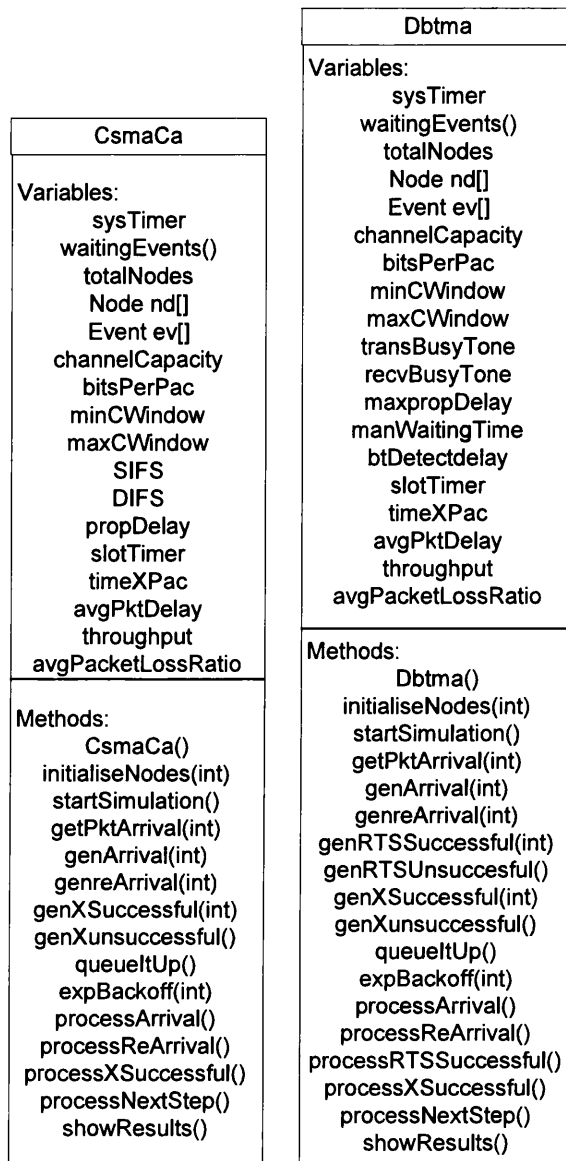 CsmaCa
Variables:
sysTimer
waitingEvents()
totalNodes
Node nd[]
Event ev[]
channelCapacity
bitsPerPac
minCWindow
maxCWindow
SIFS
DIFS
propDelay
slotTimer
timeXPac
avgPktDelay
throughput
avgPacketLossRatio
Methods:
CsmaCa()
initialiseNodes(int)
startSimulation()
getPktArrival(int)
genArrival(int)
genreArrival(int)
genXSuccessful(int)
genXunsuccessful()
queueItUp()
expBackoff(int)
processArrival()
processReArrival()
processXSuccessful()
processNextStep()
showResults()
Dbtma
Variables:
sysTimer
waitingEvents()
totalNodes
Node nd[]
Event ev[]
channelCapacity
bitsPerPac
minCWindow
maxCWindow
transBusyTone
recvBusyTone
maxpropDelay
manWaitingTime
btDetectdelay
slotTimer
timeXPac
avgPktDelay
throughput
avgPacketLossRatio
Methods:
Dbtma()
initialiseNodes(int)
startSimulation()
getPktArrival(int)
genArrival(int)
genreArrival(int)
genRTSSuccessful(int)
genRTSUnsuccesful()
genXSuccessful(int)
genXunsuccessful()
queueItUp()
expBackoff(int)
processArrival()
processReArrival()
processRTSSuccessful()
processXSuccessful()
processNextStep()
showResults()